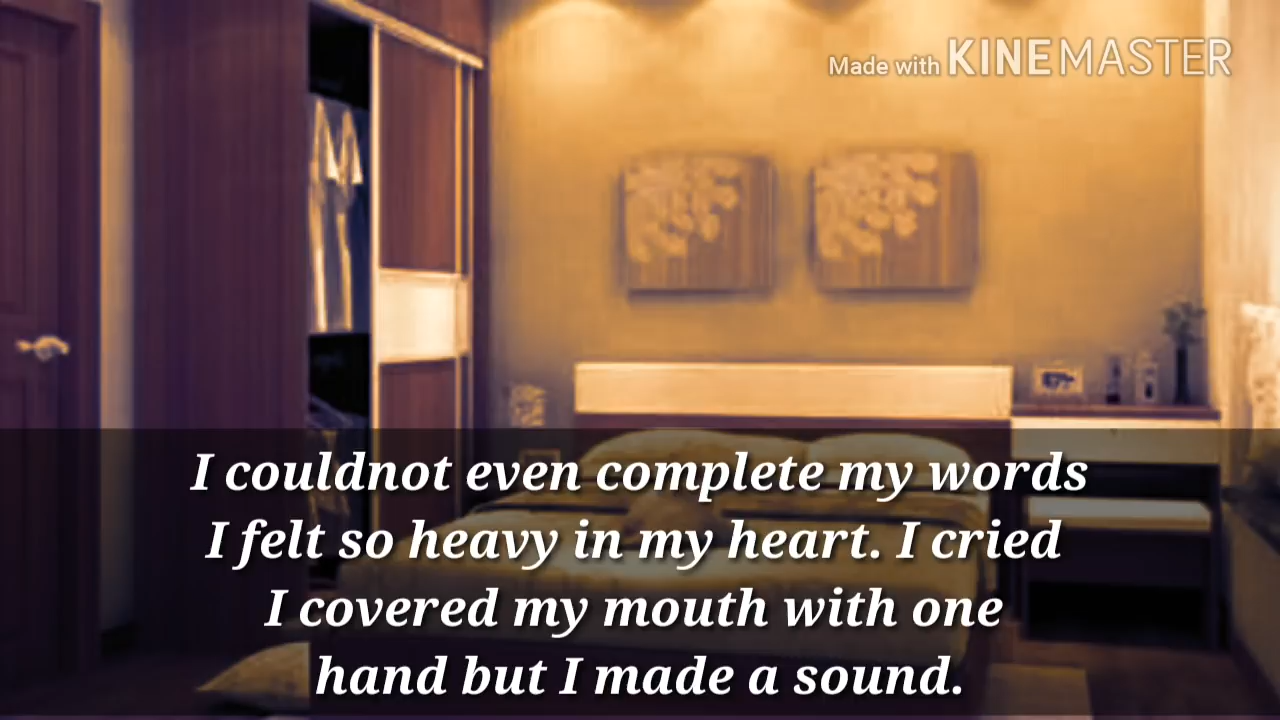 Made with KINEMASTER
I couldnot even complete my words
I felt so heavy in my heart. I cried
I covered my mouth with one
hand but I made a sound.